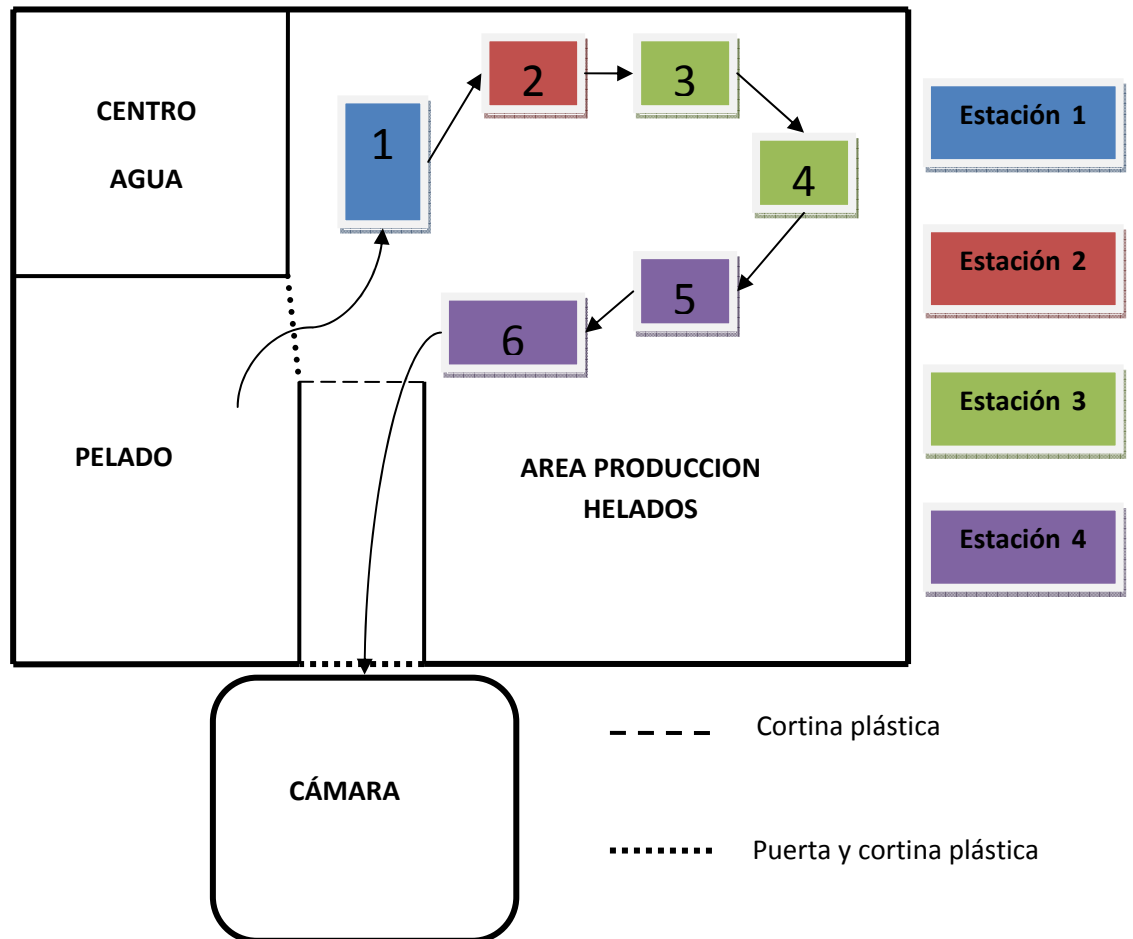 CENTRO
AGUA
1
2
3
4
5
6
PELADO
AREA PRODUCCION
HELADOS
Estación 1
Estación 2
Estación 3
Estación 4
CÁMARA
Cortina plástica
Puerta y cortina plástica